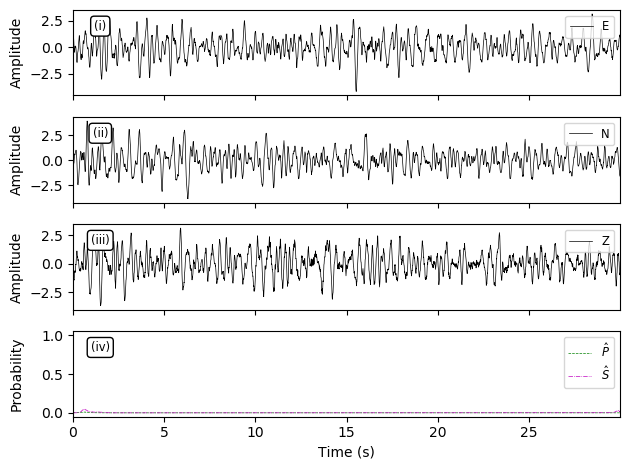 (i)
E
2.5
0.0
−2.5
Amplitude
(ii)
N
2.5
0.0
−2.5
Amplitude
(iii)
Z
2.5
0.0
−2.5
Amplitude
(iv)
P̂
Ŝ
1.0
0.5
0.0
Probability
0 5 10 15 20 25
Time (s)